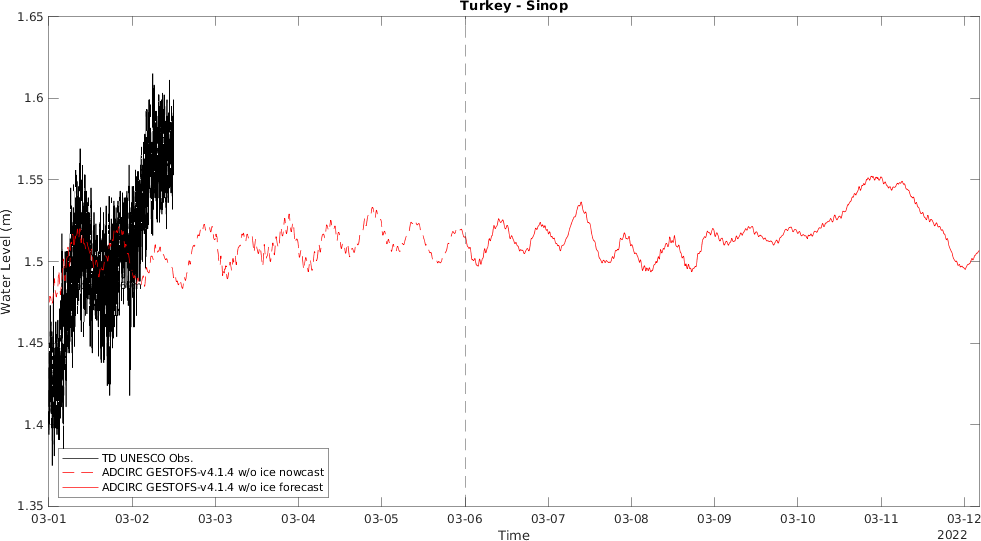 Turkey - Sinop
Water Level (m)
1.65
1.6
1.55
1.5
1.45
1.4
1.35
TD UNESCO Obs.
ADCIRC GESTOFS-v4.1.4 w/o ice nowcast
ADCIRC GESTOFS-v4.1.4 w/o ice forecast
03-01 03-02 03-03 03-04 03-05 03-06 03-07 03-08 03-09 03-10 03-11 03-12
Time
2022